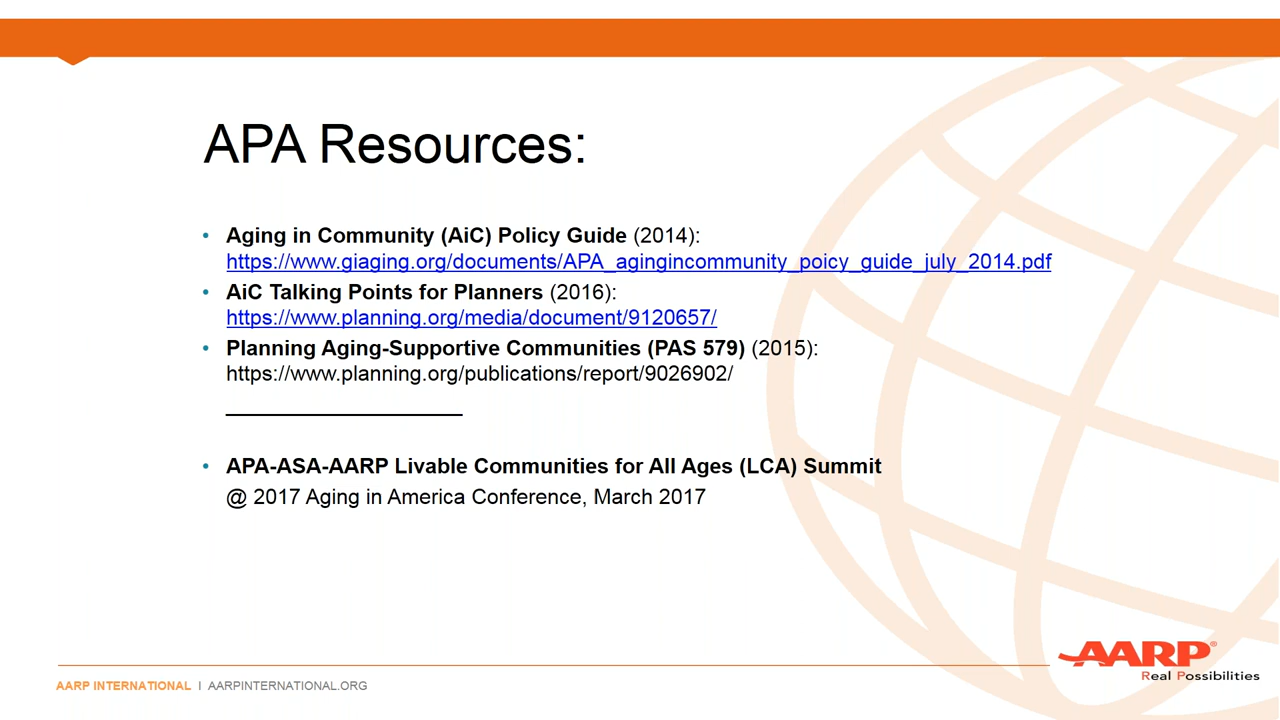 APA Resources:
• Aging in Community (AiC) Policy Guide (2014):
https://www.giaging.org/documents/APA_agingincommunity_poicy_guide_july_2014.pdf
• AiC Talking Points for Planners (2016):
https://www.planning.org/media/document/9120657/
• Planning Aging-Supportive Communities (PAS 579) (2015):
https://www.planning.org/publications/report/9026902/
• APA-ASA-AARP Livable Communities for All Ages (LCA) Summit
@ 2017 Aging in America Conference, March 2017
AARP®
Real Possibilities
AARP INTERNATIONAL | AARPINTERNATIONAL.ORG